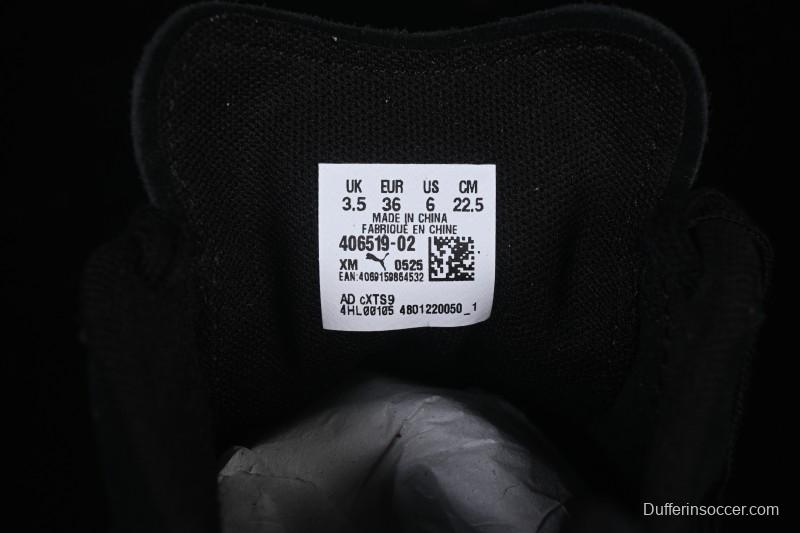 UK EUR US CM
3.5 36 6 22.5
MADE IN CHINA
FABRIQUÉ EN CHINE
406519-02
XM 0525
EAN:4069159864532
AD cXTS9
4HL00105 4801220050_1
Dufferinsoccer.com